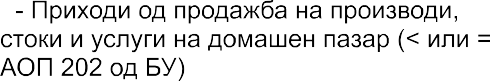 - Приходи од продажба на производи,
стоки и услуги на домашен пазар (< или =
АОП 202 од БУ)